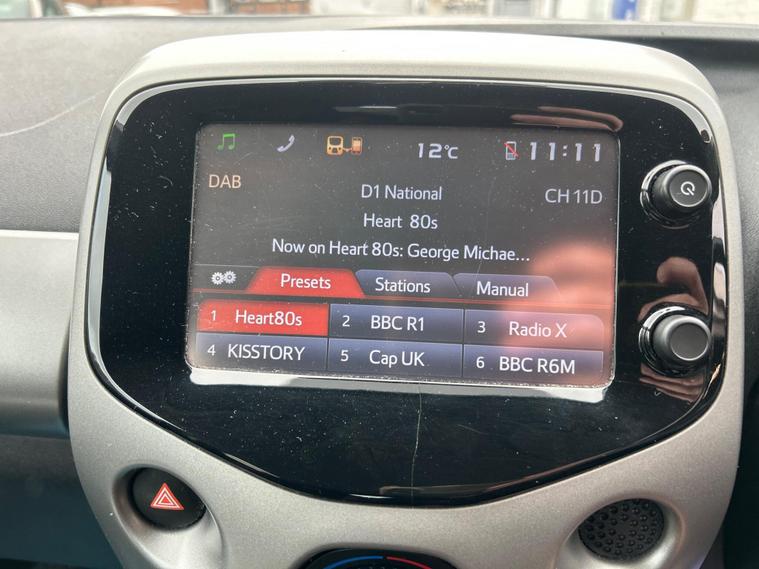 12°C 11:11
DAB D1 National CH 11D
Heart 80s
Now on Heart 80s: George Michae...
Presets Stations Manual
1 Heart80s 2 BBC R1 3 Radio X
4 KISSTORY 5 Cap UK 6 BBC R6M